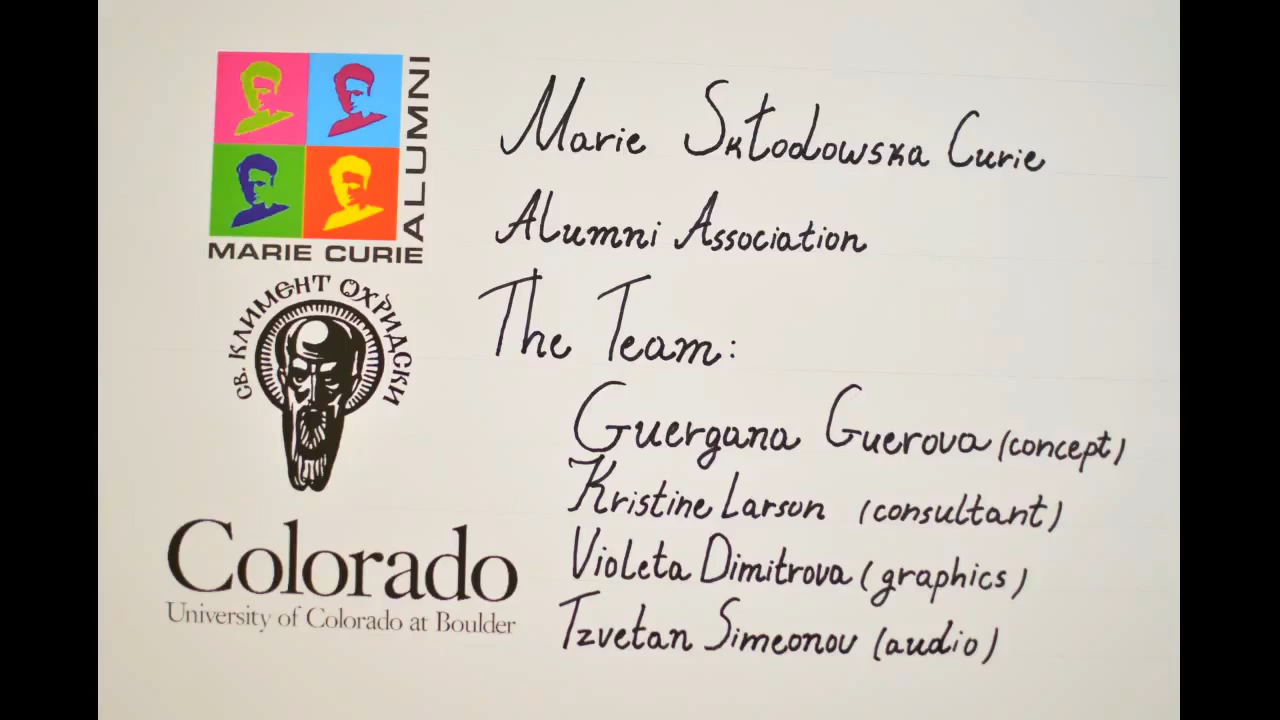 ALUMNI
MARIE CURIE
СВ. КЛИМЕНТ ОХРИДСКИ
Colorado
University of Colorado at Boulder
Marie Skłodowska Curie
Alumni Association
The Team:
Guergana Guerova (concept)
Kristine Larson (consultant)
Violeta Dimitrova (graphics)
Tzvetan Simeonov (audio)